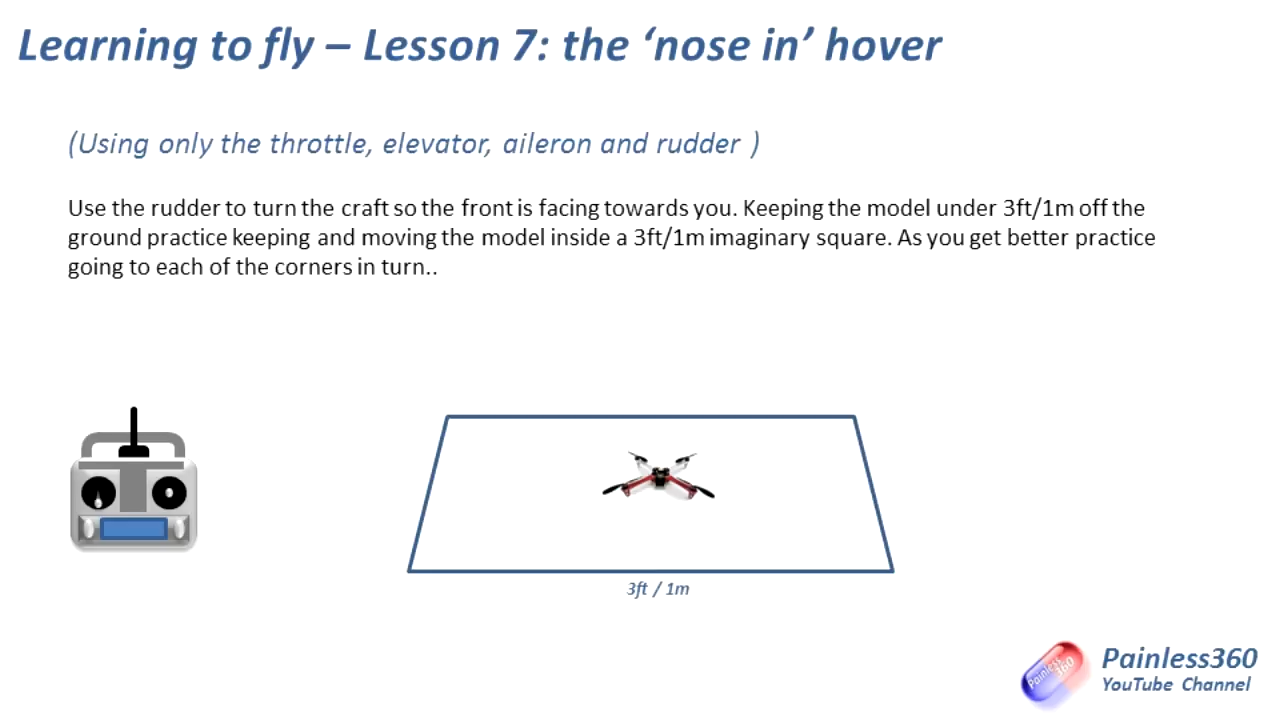 Learning to fly – Lesson 7: the ‘nose in’ hover
(Using only the throttle, elevator, aileron and rudder )
Use the rudder to turn the craft so the front is facing towards you. Keeping the model under 3ft/1m off the
ground practice keeping and moving the model inside a 3ft/1m imaginary square. As you get better practice
going to each of the corners in turn..
3ft / 1m
Painless360
Painless360
YouTube Channel